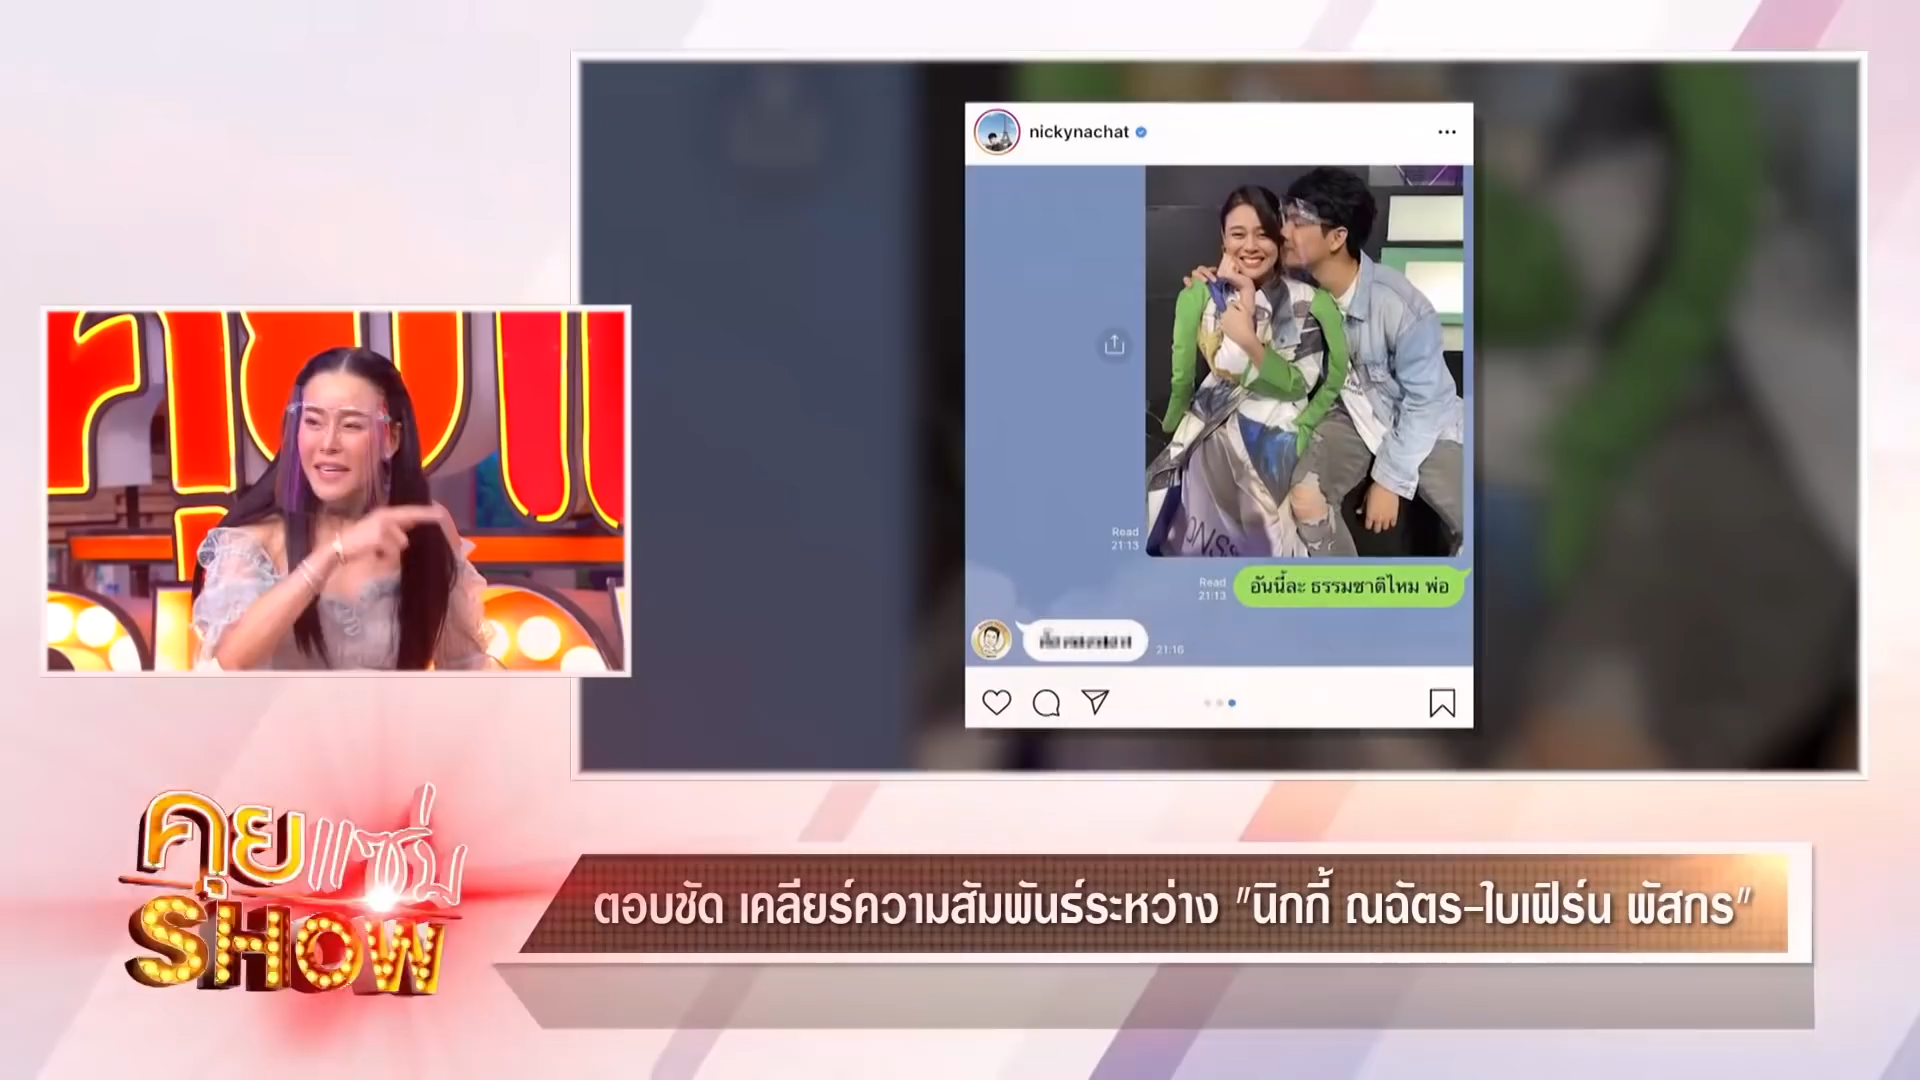 nickynachat
Read
21:13
Read
21:13
อันนี้ละ ธรรมชาติไหม พ่อ
21:16
คุยแซ่บ
SHOW
ตอบชัด เคลียร์ความสัมพันธ์ระหว่าง "นิกกี้ ณฉัตร-ใบเฟิร์น พัสกร"